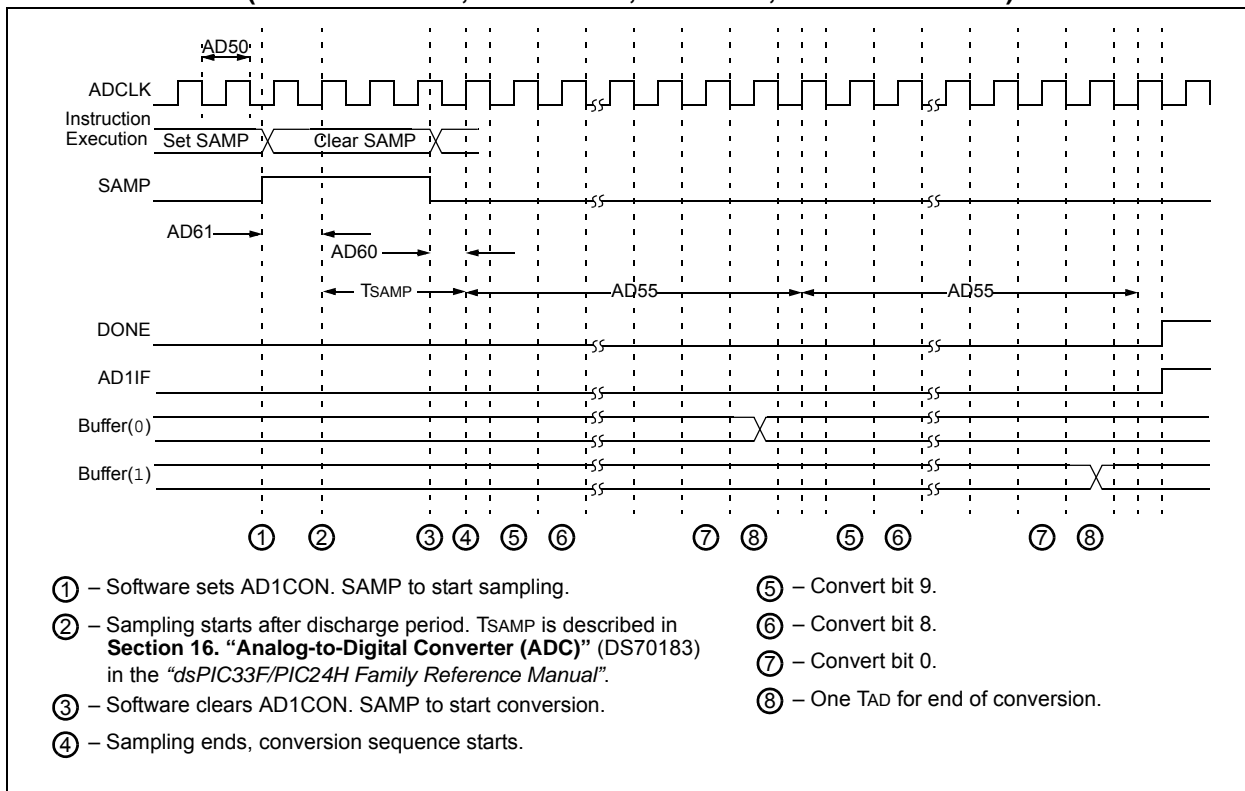 AD50
ADCLK
Instruction
Execution
Set SAMP
Clear SAMP
SAMP
AD61
AD60
TSAMP
AD55
AD55
DONE
AD1IF
Buffer(0)
Buffer(1)
1 2 3 4 5 6 7 8 5 6 7 8
1 – Software sets AD1CON. SAMP to start sampling.
2 – Sampling starts after discharge period. TSAMP is described in
Section 16. “Analog-to-Digital Converter (ADC)” (DS70183)
in the “dsPIC33F/PIC24H Family Reference Manual”.
3 – Software clears AD1CON. SAMP to start conversion.
4 – Sampling ends, conversion sequence starts.
5 – Convert bit 9.
6 – Convert bit 8.
7 – Convert bit 0.
8 – One TAD for end of conversion.